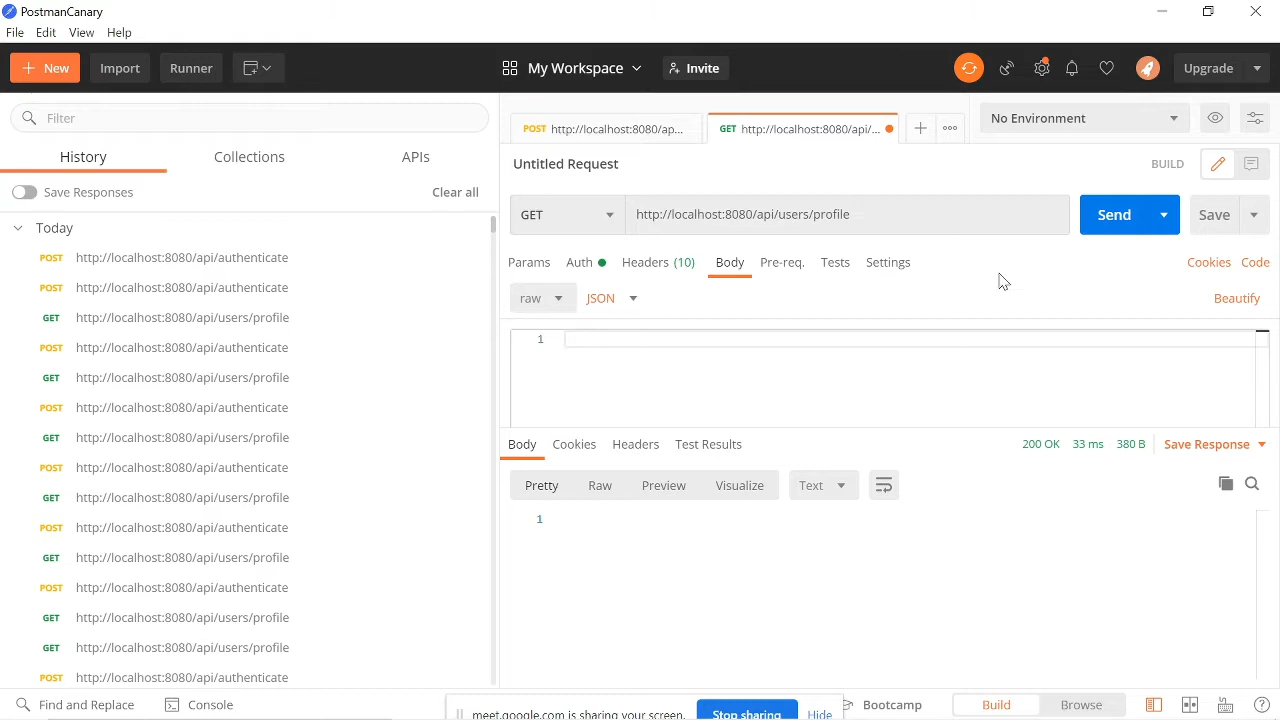 PostmanCanary
File Edit View Help
New Import Runner My Workspace Invite Upgrade
Filter
History Collections APIs
Save Responses Clear all
Today
POST http://localhost:8080/api/authenticate
POST http://localhost:8080/api/authenticate
GET http://localhost:8080/api/users/profile
POST http://localhost:8080/api/authenticate
GET http://localhost:8080/api/users/profile
POST http://localhost:8080/api/authenticate
GET http://localhost:8080/api/users/profile
POST http://localhost:8080/api/authenticate
GET http://localhost:8080/api/users/profile
POST http://localhost:8080/api/authenticate
GET http://localhost:8080/api/users/profile
POST http://localhost:8080/api/authenticate
GET http://localhost:8080/api/users/profile
GET http://localhost:8080/api/users/profile
POST http://localhost:8080/api/authenticate
POST http://localhost:8080/ap... GET http://localhost:8080/api/... No Environment
Untitled Request BUILD
GET http://localhost:8080/api/users/profile Send Save
Params Auth Headers (10) Body Pre-req. Tests Settings Cookies Code
raw JSON Beautify
1
Body Cookies Headers Test Results 200 OK 33 ms 380 B Save Response
Pretty Raw Preview Visualize Text
1
Find and Replace Console meet.google.com is sharing your screen. Stop sharing Hide Bootcamp Build Browse